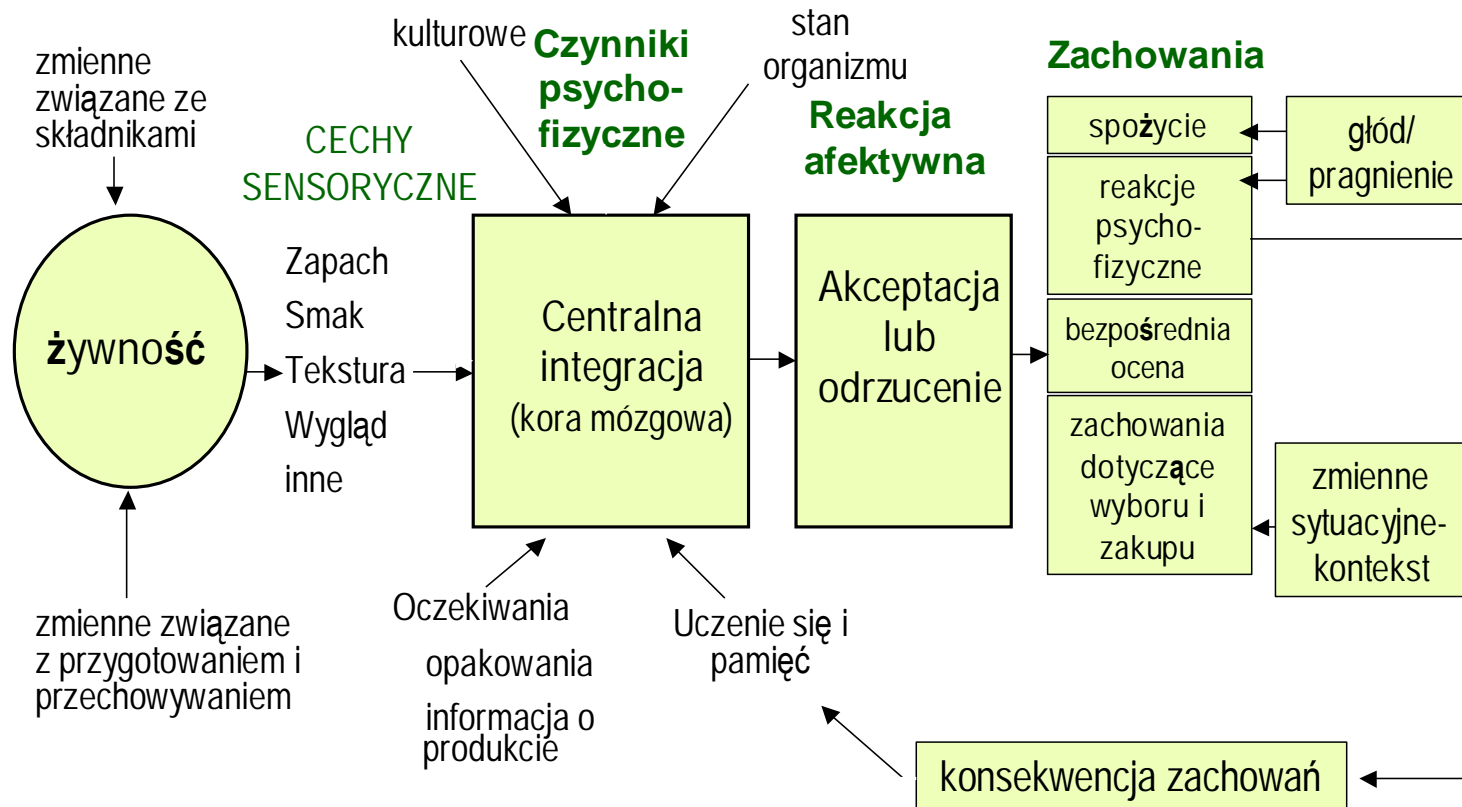 zmienne
związane ze
składnikami
żywność
zmienne związane
z przygotowaniem i
przechowywaniem
CECHY
SENSORYCZNE
Zapach
Smak
Tekstura
Wygląd
inne
kulturowe
Czynniki
psycho-
fizyczne
stan
organizmu
Centralna
integracja
(kora mózgowa)
Oczekiwania
opakowania
informacja o
produkcie
Uczenie się i
pamięć
Reakcja
afektywna
Akceptacja
lub
odrzucenie
Zachowania
spożycie
reakcje
psycho-
fizyczne
bezpośrednia
ocena
zachowania
dotyczące
wyboru i
zakupu
głód/
pragnienie
zmienne
sytuacyjne-
kontekst
konsekwencja zachowań